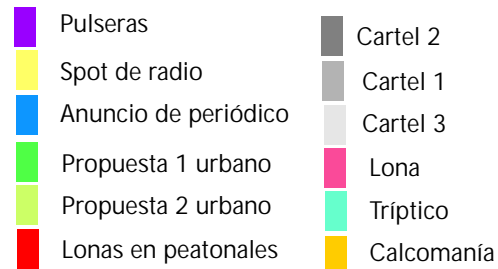 Pulseras
Spot de radio
Anuncio de periódico
Propuesta 1 urbano
Propuesta 2 urbano
Lonas en peatonales
Cartel 2
Cartel 1
Cartel 3
Lona
Tríptico
Calcomanía